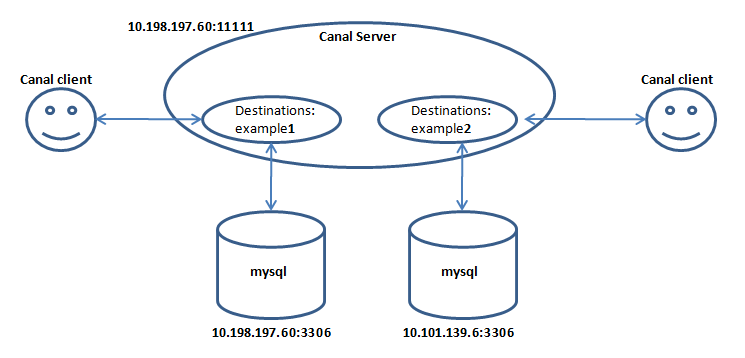 10.198.197.60:11111
Canal Server
Canal client
Canal client
Destinations:
example1
Destinations:
example2
mysql
mysql
10.198.197.60:3306
10.101.139.6:3306